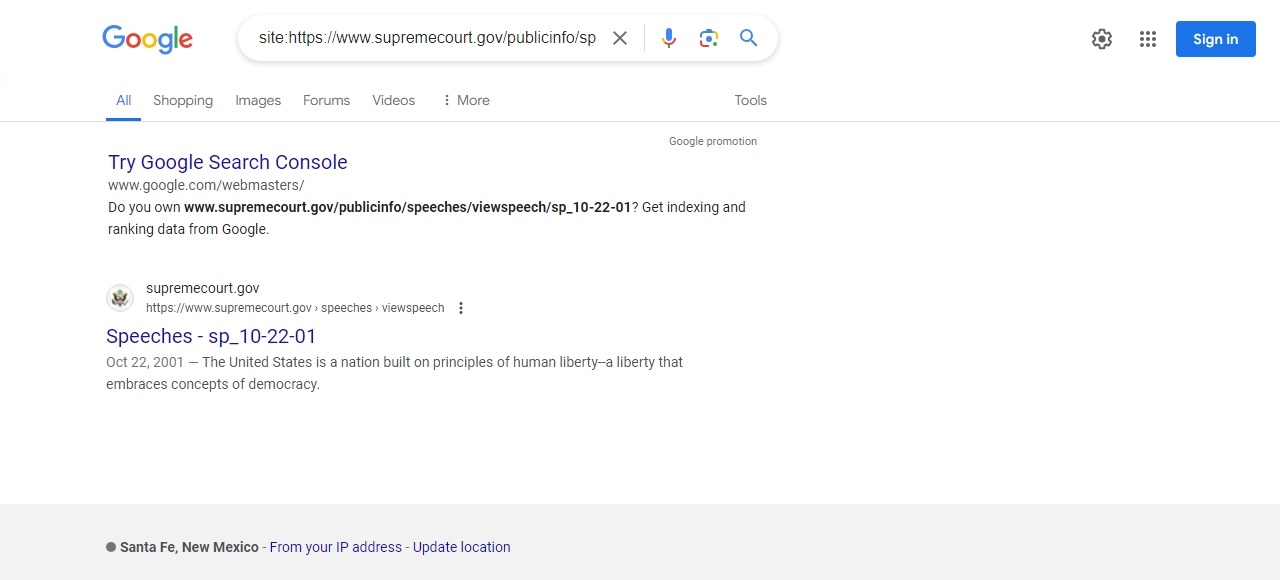 Google
site:https://www.supremecourt.gov/publicinfo/sp
Sign in
All Shopping Images Forums Videos More Tools
Google promotion
Try Google Search Console
www.google.com/webmasters/
Do you own www.supremecourt.gov/publicinfo/speeches/viewspeech/sp_10-22-01? Get indexing and
ranking data from Google.
supremecourt.gov
https://www.supremecourt.gov › speeches › viewspeech
Speeches - sp_10-22-01
Oct 22, 2001 — The United States is a nation built on principles of human liberty--a liberty that
embraces concepts of democracy.
Santa Fe, New Mexico - From your IP address - Update location